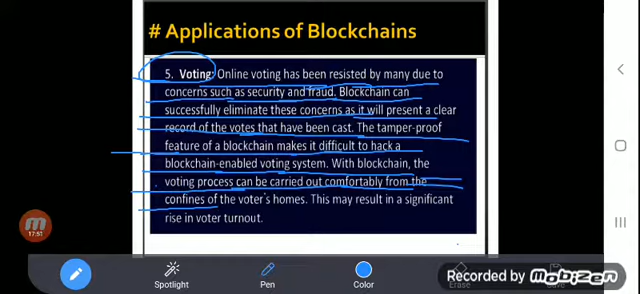 # Applications of Blockchains
5. Voting: Online voting has been resisted by many due to
concerns such as security and fraud. Blockchain can
successfully eliminate these concerns as it will present a clear
record of the votes that have been cast. The tamper-proof
feature of a blockchain makes it difficult to hack a
blockchain-enabled voting system. With blockchain, the
voting process can be carried out comfortably from the
confines of the voter's homes. This may result in a significant
rise in voter turnout.
17:51
Spotlight
Pen
Color
Erase
Save
Recorded by mobizen